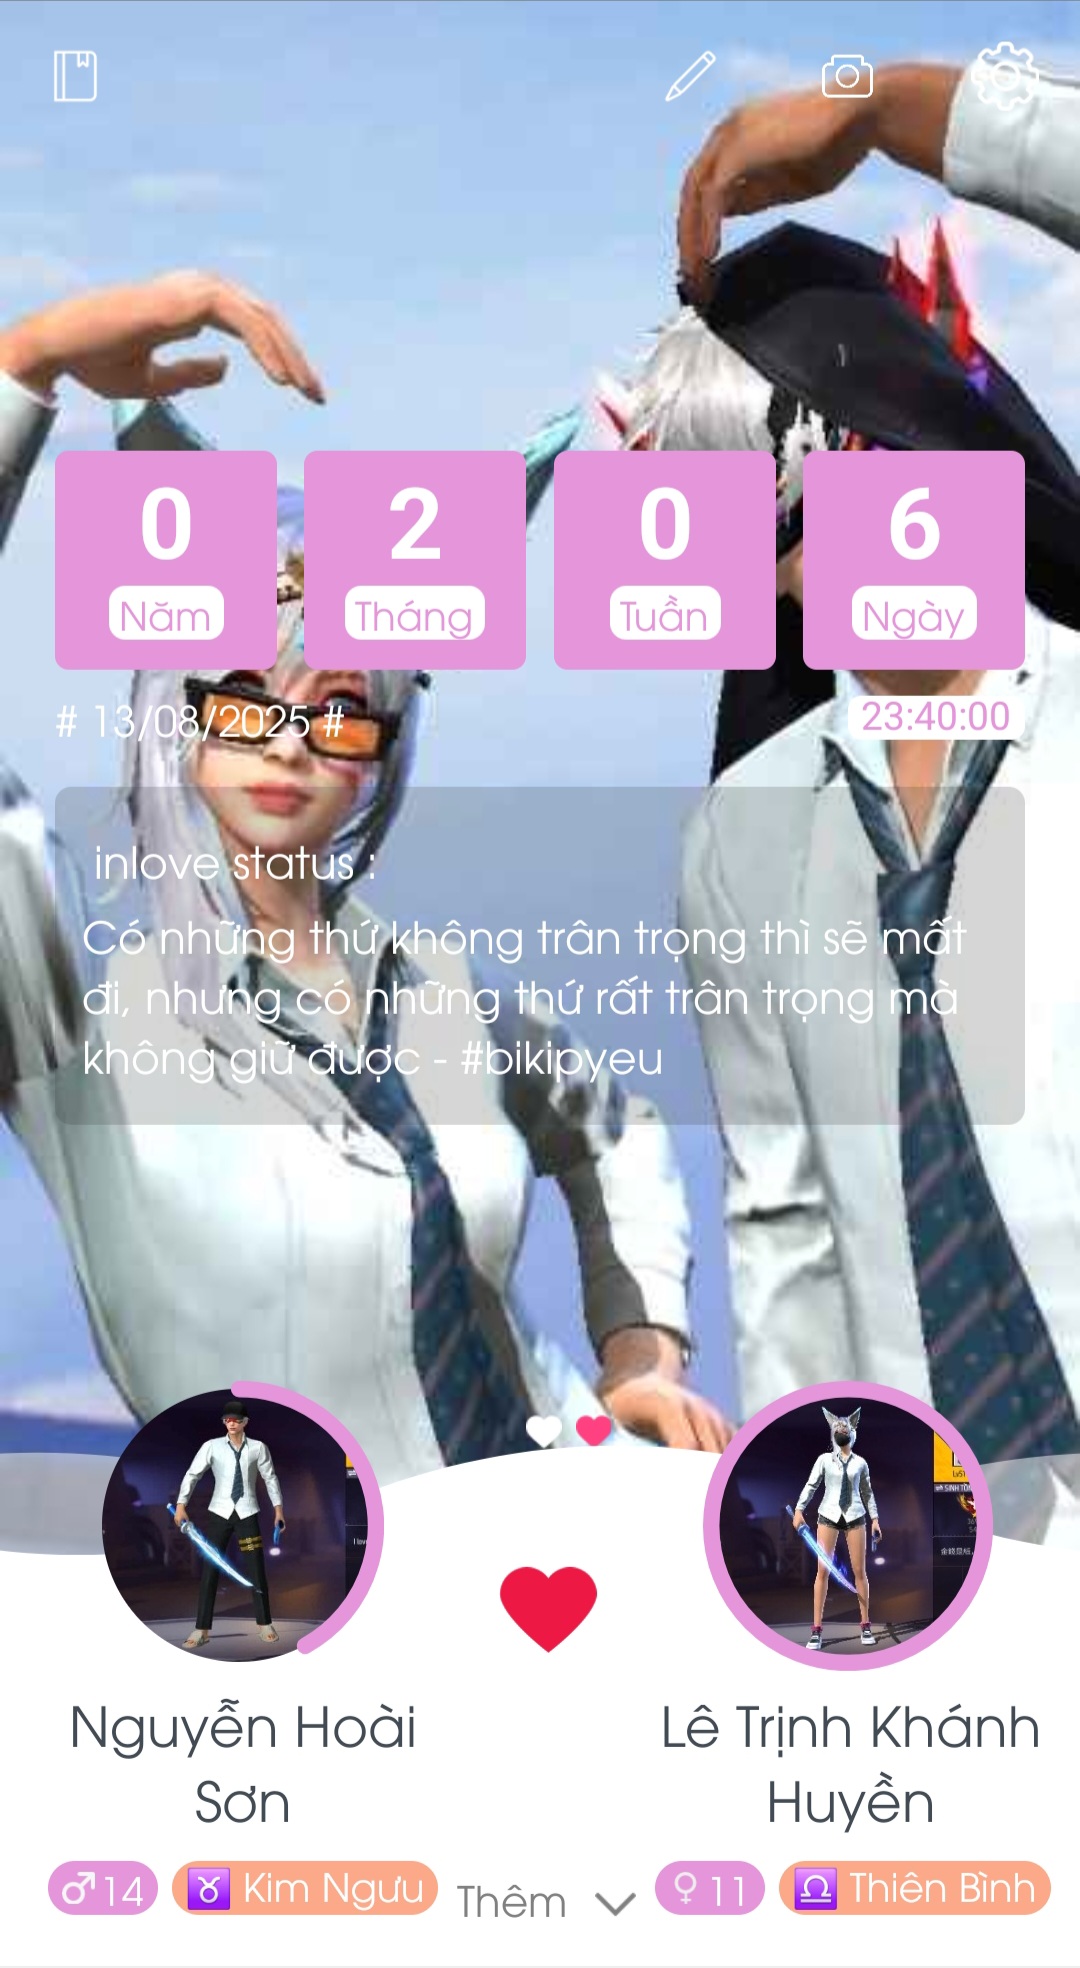 0 2 0 6
Năm Tháng Tuần Ngày
# 13/08/2025 #
23:40:00
inlove status :
Có những thứ không trân trọng thì sẽ mất
đi, nhưng có những thứ rất trân trọng mà
không giữ được - #bikipyeu
Nguyễn Hoài
Sơn
♂14 ♉ Kim Ngưu
Lê Trịnh Khánh
Huyền
♀ 11 ♎ Thiên Bình
Thêm